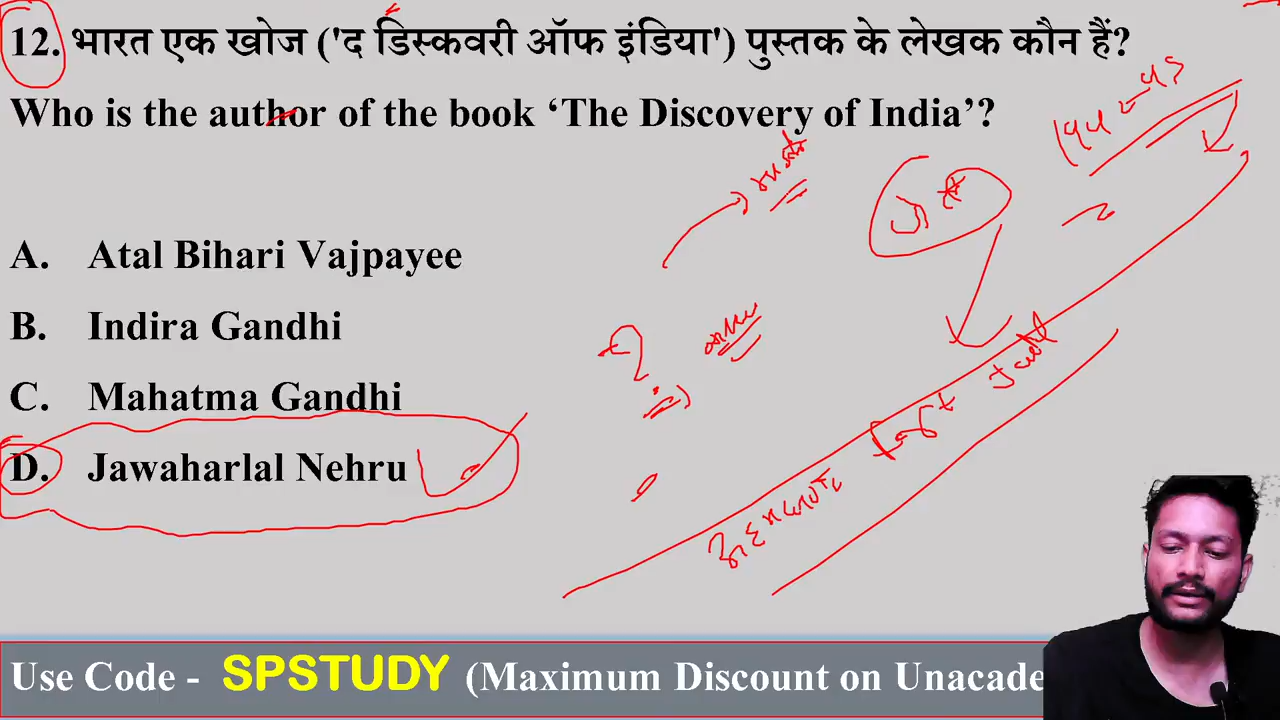 12. भारत एक खोज ('द डिस्कवरी ऑफ इंडिया') पुस्तक के लेखक कौन हैं?
Who is the author of the book ‘The Discovery of India’?
A. Atal Bihari Vajpayee
B. Indira Gandhi
C. Mahatma Gandhi
D. Jawaharlal Nehru
Use Code - SPSTUDY (Maximum Discount on Unacade